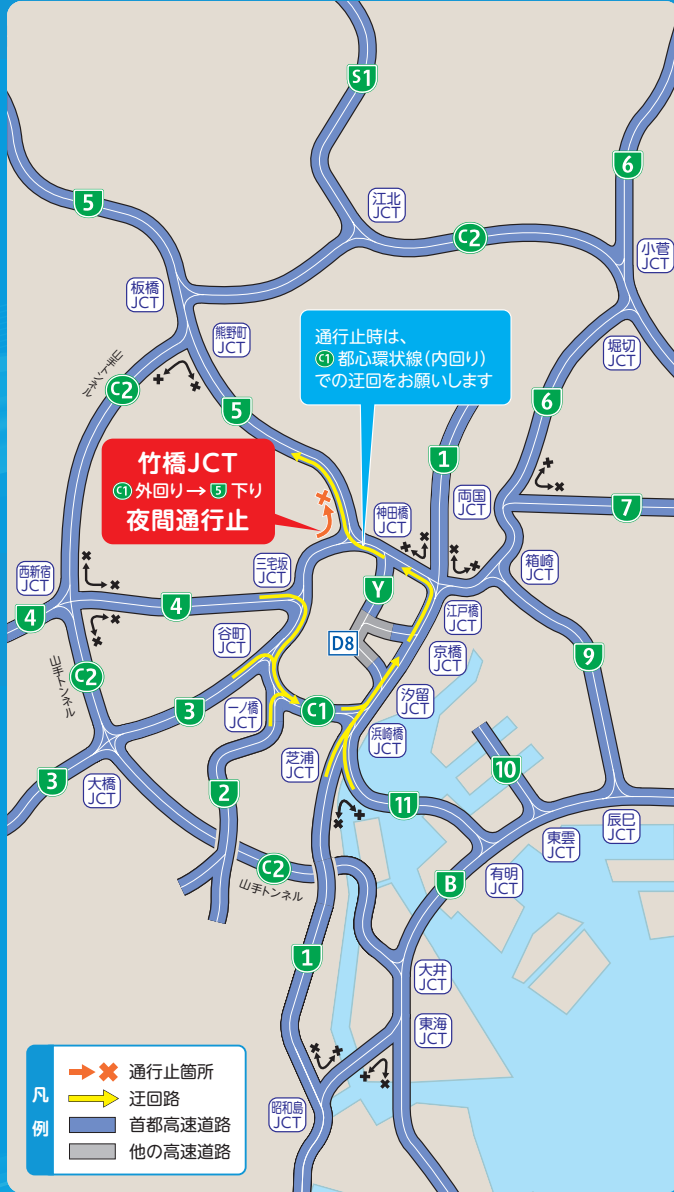 S1
6
5
江北
JCT
C2
小菅
JCT
板橋
JCT
熊野町
JCT
通行止時は、
C1 都心環状線(内回り)
での迂回をお願いします
堀切
JCT
山手トンネル
C2
5
6
竹橋JCT
C1 外回り→5 下り
夜間通行止
1
両国
JCT
7
神田橋
JCT
三宅坂
JCT
箱崎
JCT
西新宿
JCT
4
4
Y
江戸橋
JCT
谷町
JCT
D8
京橋
JCT
9
C2
山手トンネル
汐留
JCT
3
一ノ橋
JCT
C1
浜崎橋
JCT
芝浦
JCT
3
大橋
JCT
2
11
10
辰巳
JCT
東雲
JCT
C2
山手トンネル
B
有明
JCT
1
大井
JCT
東海
JCT
昭和島
JCT
凡例
通行止箇所
迂回路
首都高速道路
他の高速道路